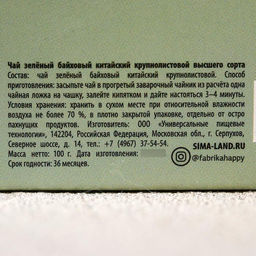 Чай зелёный байховый китайский крупнолистовой высшего сорта
Состав: чай зелёный байховый китайский крупнолистовой. Способ
приготовления: засыпьте чай в прогретый заварочный чайник из расчёта одна
чайная ложка на чашку, залейте кипятком и дайте настояться 3–4 минуты.
Условия хранения: хранить в сухом месте при относительной влажности
воздуха не более 70 %, в плотно закрытой упаковке, отдельно от остро
пахнущих продуктов. Изготовитель: ООО «Универсальные пищевые
технологии», 142204, Российская Федерация, Московская обл., г. Серпухов,
Северное шоссе, д. 14, тел. +7 (4967) 37-54-54.
Масса нетто: 100 г. Дата изготовления:
Срок годности: 36 месяцев.
SIMA-LAND.RU
@fabrikahappy